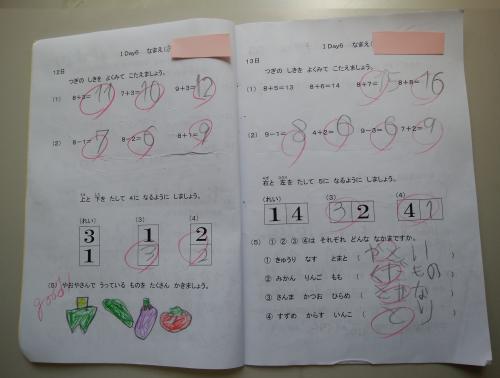 1Day6 なまえ(
12日
つぎの しきを よくみて こたえましょう。
(1) 8+3=11 7+3=10 9+3=12
(2) 8-1=7 8-2=6 8+1=9
上と 下を たして 4に なるように しましょう。
(れい) (3) (4)
3 1 2
1 3 2
(5) やおやさんで うっている ものを たくさん かきましょう。
good!
1Day6 なまえ(
13日
つぎの しきを よくみて こたえましょう。
(1) 8+5=13 8+6=14 8+7=15 8+8=16
(2) 9-1=8 4+2=6 9-3=6 7+2=9
みぎ ひだり
右と 左を たして 5に なるように しましょう。
(れい) (3) (4)
1 4 3 2 4 1
(5) ① ② ③ ④は それぞれ どんな なかまですか。
① きゅうり なす とまと (やさい)
② みかん りんご もも (くだもの)
③ さんま かつお ひらめ (さかな)
④ すずめ からす いんこ (とり)